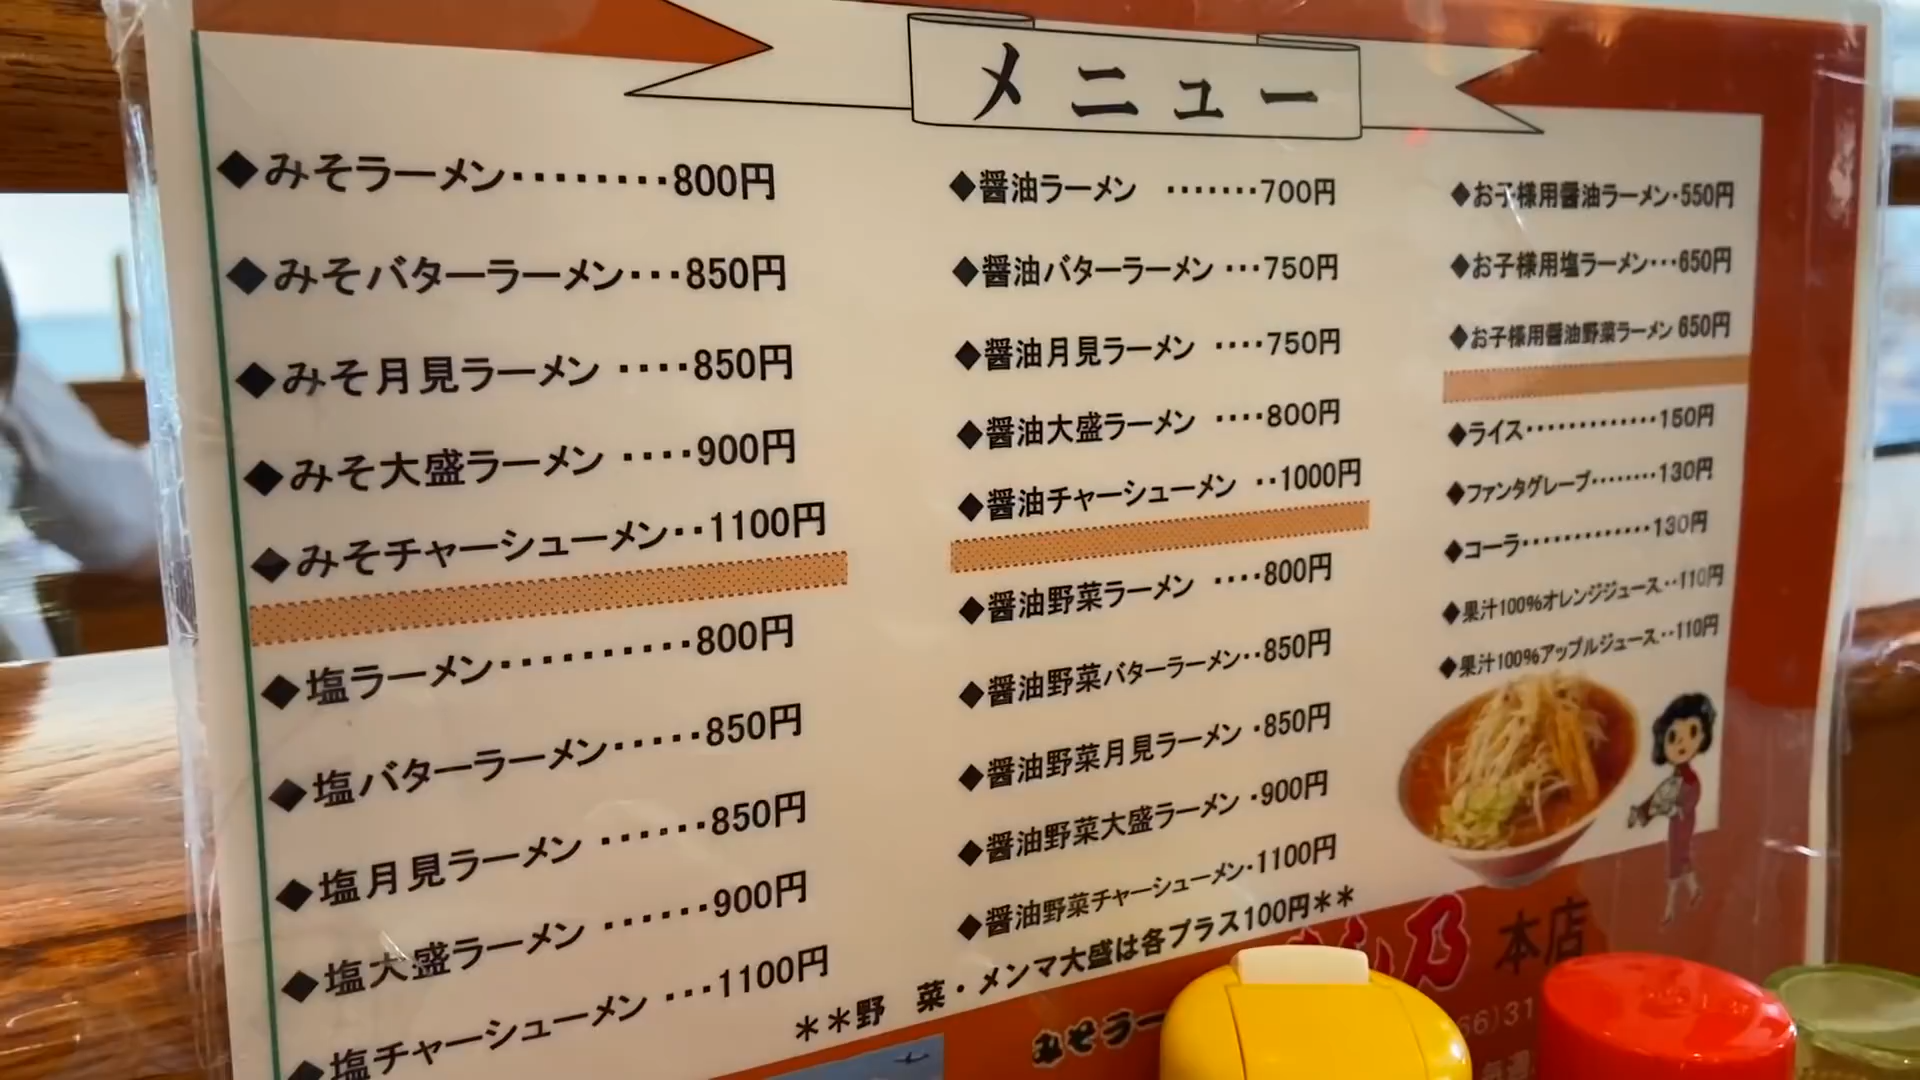 メニュー
◆みそラーメン・・・・・・・・・800円
◆みそバターラーメン・・・850円
◆みそ月見ラーメン ・・・・850円
◆みそ大盛ラーメン ・・・・900円
◆みそチャーシューメン・・1100円
◆塩ラーメン・・・・・・・・・・800円
◆塩バターラーメン・・・・・850円
◆塩月見ラーメン ・・・・・・850円
◆塩大盛ラーメン ・・・・・・900円
◆塩チャーシューメン ・・・1100円
◆醤油ラーメン ・・・・・・・700円
◆醤油バターラーメン ・・・750円
◆醤油月見ラーメン ・・・・750円
◆醤油大盛ラーメン ・・・・800円
◆醤油チャーシューメン ・・1000円
◆醤油野菜ラーメン ・・・・800円
◆醤油野菜バターラーメン・・850円
◆醤油野菜月見ラーメン ・850円
◆醤油野菜大盛ラーメン ・900円
◆醤油野菜チャーシューメン・1100円
＊＊野 菜・メンマ大盛は各プラス100円＊＊
◆お子様用醤油ラーメン・550円
◆お子様用塩ラーメン・・・650円
◆お子様用醤油野菜ラーメン 650円
◆ライス・・・・・・・・・・・・・150円
◆ファンタグレープ・・・・・・・・130円
◆コーラ・・・・・・・・・・・・・130円
◆果汁100%オレンジジュース・・110円
◆果汁100%アップルジュース・・110円
乃 本店
みそラー
66)31